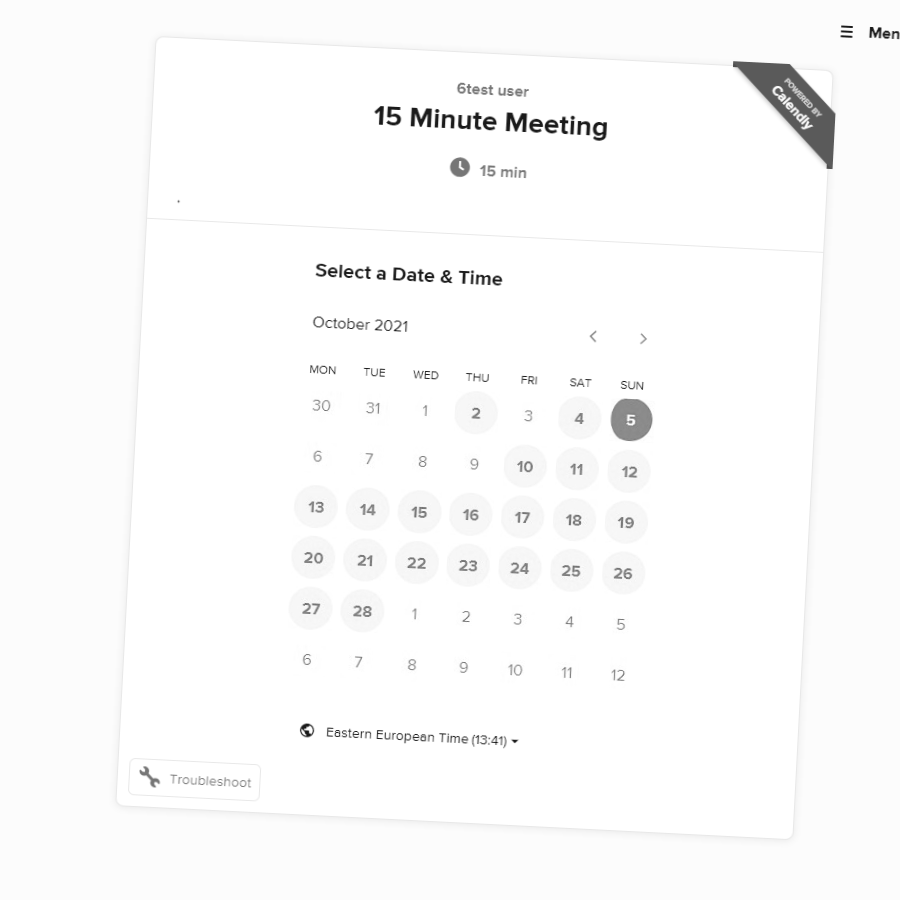 ☰ Men
POWERED BY
Calendly
6test user
15 Minute Meeting
15 min
.
Select a Date & Time
October 2021
MON TUE WED THU FRI SAT SUN
30 31 1 2 3 4 5
6 7 8 9 10 11 12
13 14 15 16 17 18 19
20 21 22 23 24 25 26
27 28 1 2 3 4 5
6 7 8 9 10 11 12
Eastern European Time (13:41)
Troubleshoot